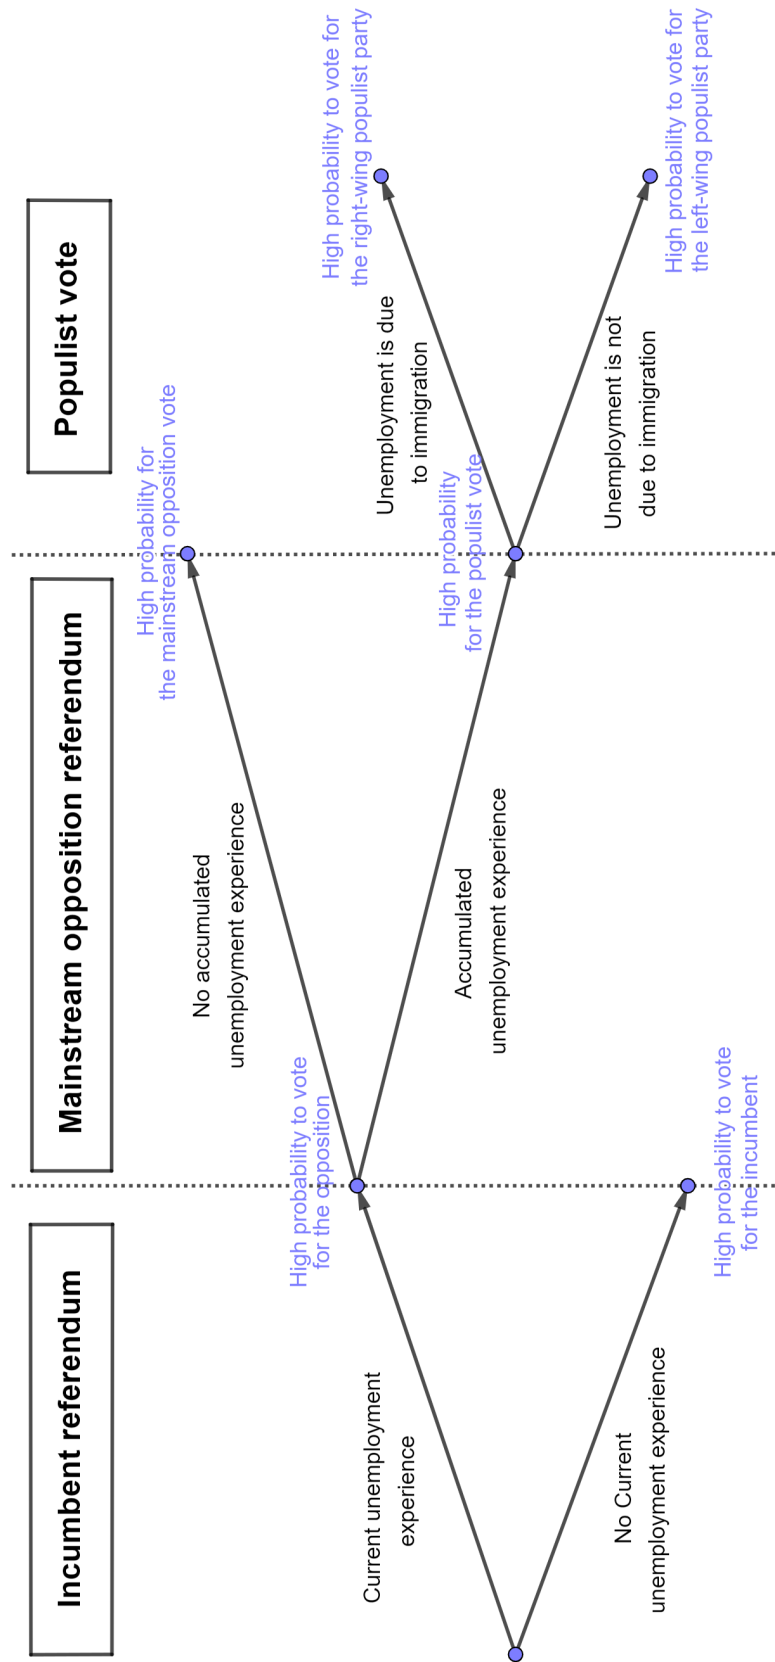 Incumbent referendum
Mainstream opposition referendum
Populist vote
High probability for
the mainstream opposition vote
High probability to vote for
the right-wing populist party
No accumulated
unemployment experience
Unemployment is due
to immigration
High probability to vote
for the opposition
High probability
for the populist vote
Current unemployment
experience
Accumulated
unemployment experience
Unemployment is not
due to immigration
No Current
unemployment experience
High probability to vote
for the incumbent
High probability to vote for
the left-wing populist party